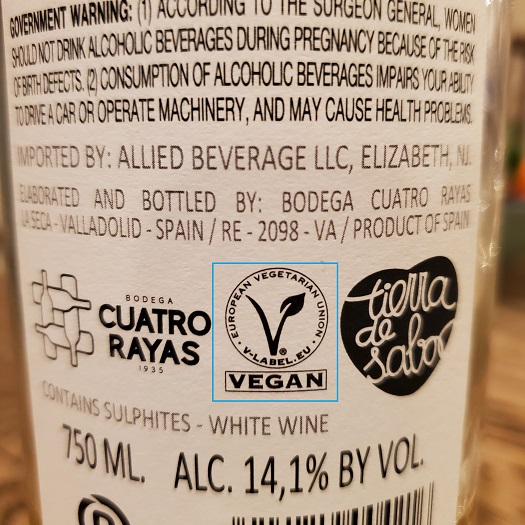 GOVERNMENT WARNING: (1) ACCORDING TO THE SURGEON GENERAL, WOMEN
SHOULD NOT DRINK ALCOHOLIC BEVERAGES DURING PREGNANCY BECAUSE OF THE RISK
OF BIRTH DEFECTS. (2) CONSUMPTION OF ALCOHOLIC BEVERAGES IMPAIRS YOUR ABILITY
TO DRIVE A CAR OR OPERATE MACHINERY, AND MAY CAUSE HEALTH PROBLEMS.
IMPORTED BY: ALLIED BEVERAGE LLC, ELIZABETH, NJ.
ELABORATED AND BOTTLED BY: BODEGA CUATRO RAYAS
LA SECA - VALLADOLID - SPAIN / RE - 2098 - VA / PRODUCT OF SPAIN
BODEGA
CUATRO
RAYAS
1935
EUROPEAN VEGETARIAN UNION
V-LABEL.EU
®
VEGAN
tierra
de
sabor
CONTAINS SULPHITES - WHITE WINE
750 ML. ALC. 14,1% BY VOL.